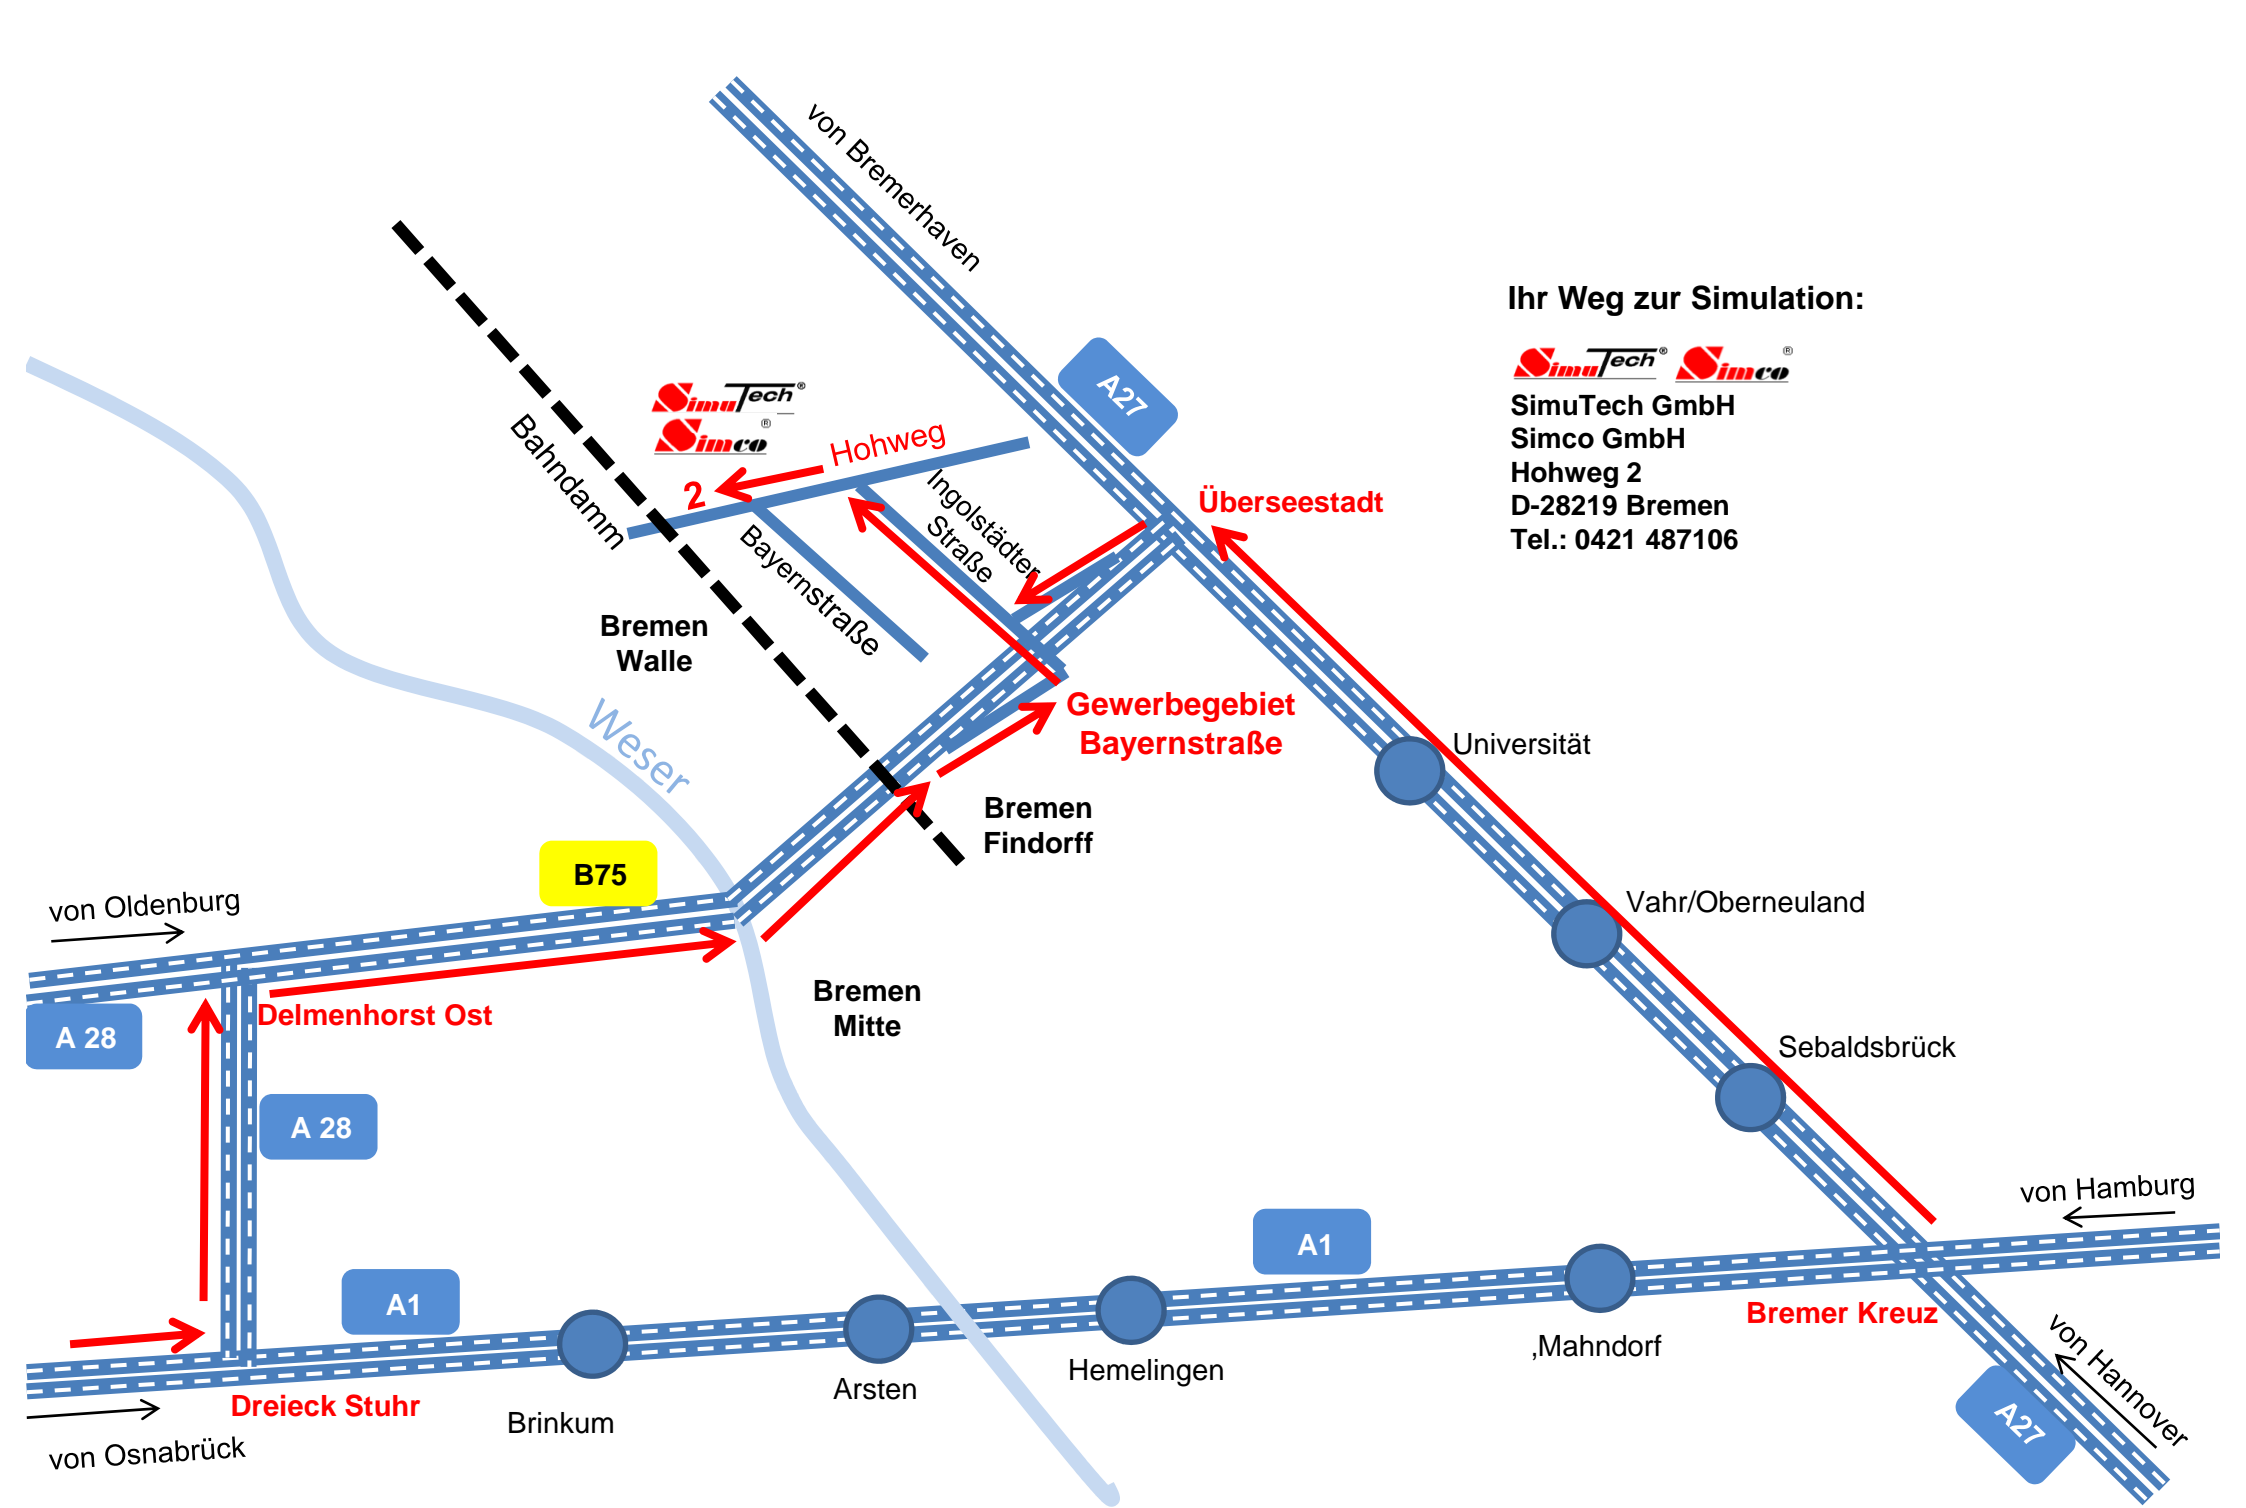 von Bremerhaven
A27
Ihr Weg zur Simulation:
SimuTech®
Simco®
SimuTech GmbH
Simco GmbH
Hohweg 2
D-28219 Bremen
Tel.: 0421 487106
SimuTech®
Simco®
Hohweg
2
Bahndamm
Ingolstädter
Straße
Bayernstraße
Überseestadt
Bremen
Walle
Weser
Gewerbegebiet
Bayernstraße
Universität
Bremen
Findorff
B75
von Oldenburg
Vahr/Oberneuland
Bremen
Mitte
Delmenhorst Ost
A 28
Sebaldsbrück
A 28
von Hamburg
A1
A1
Bremer Kreuz
,Mahndorf
von Hannover
Hemelingen
Arsten
Dreieck Stuhr
Brinkum
A27
von Osnabrück